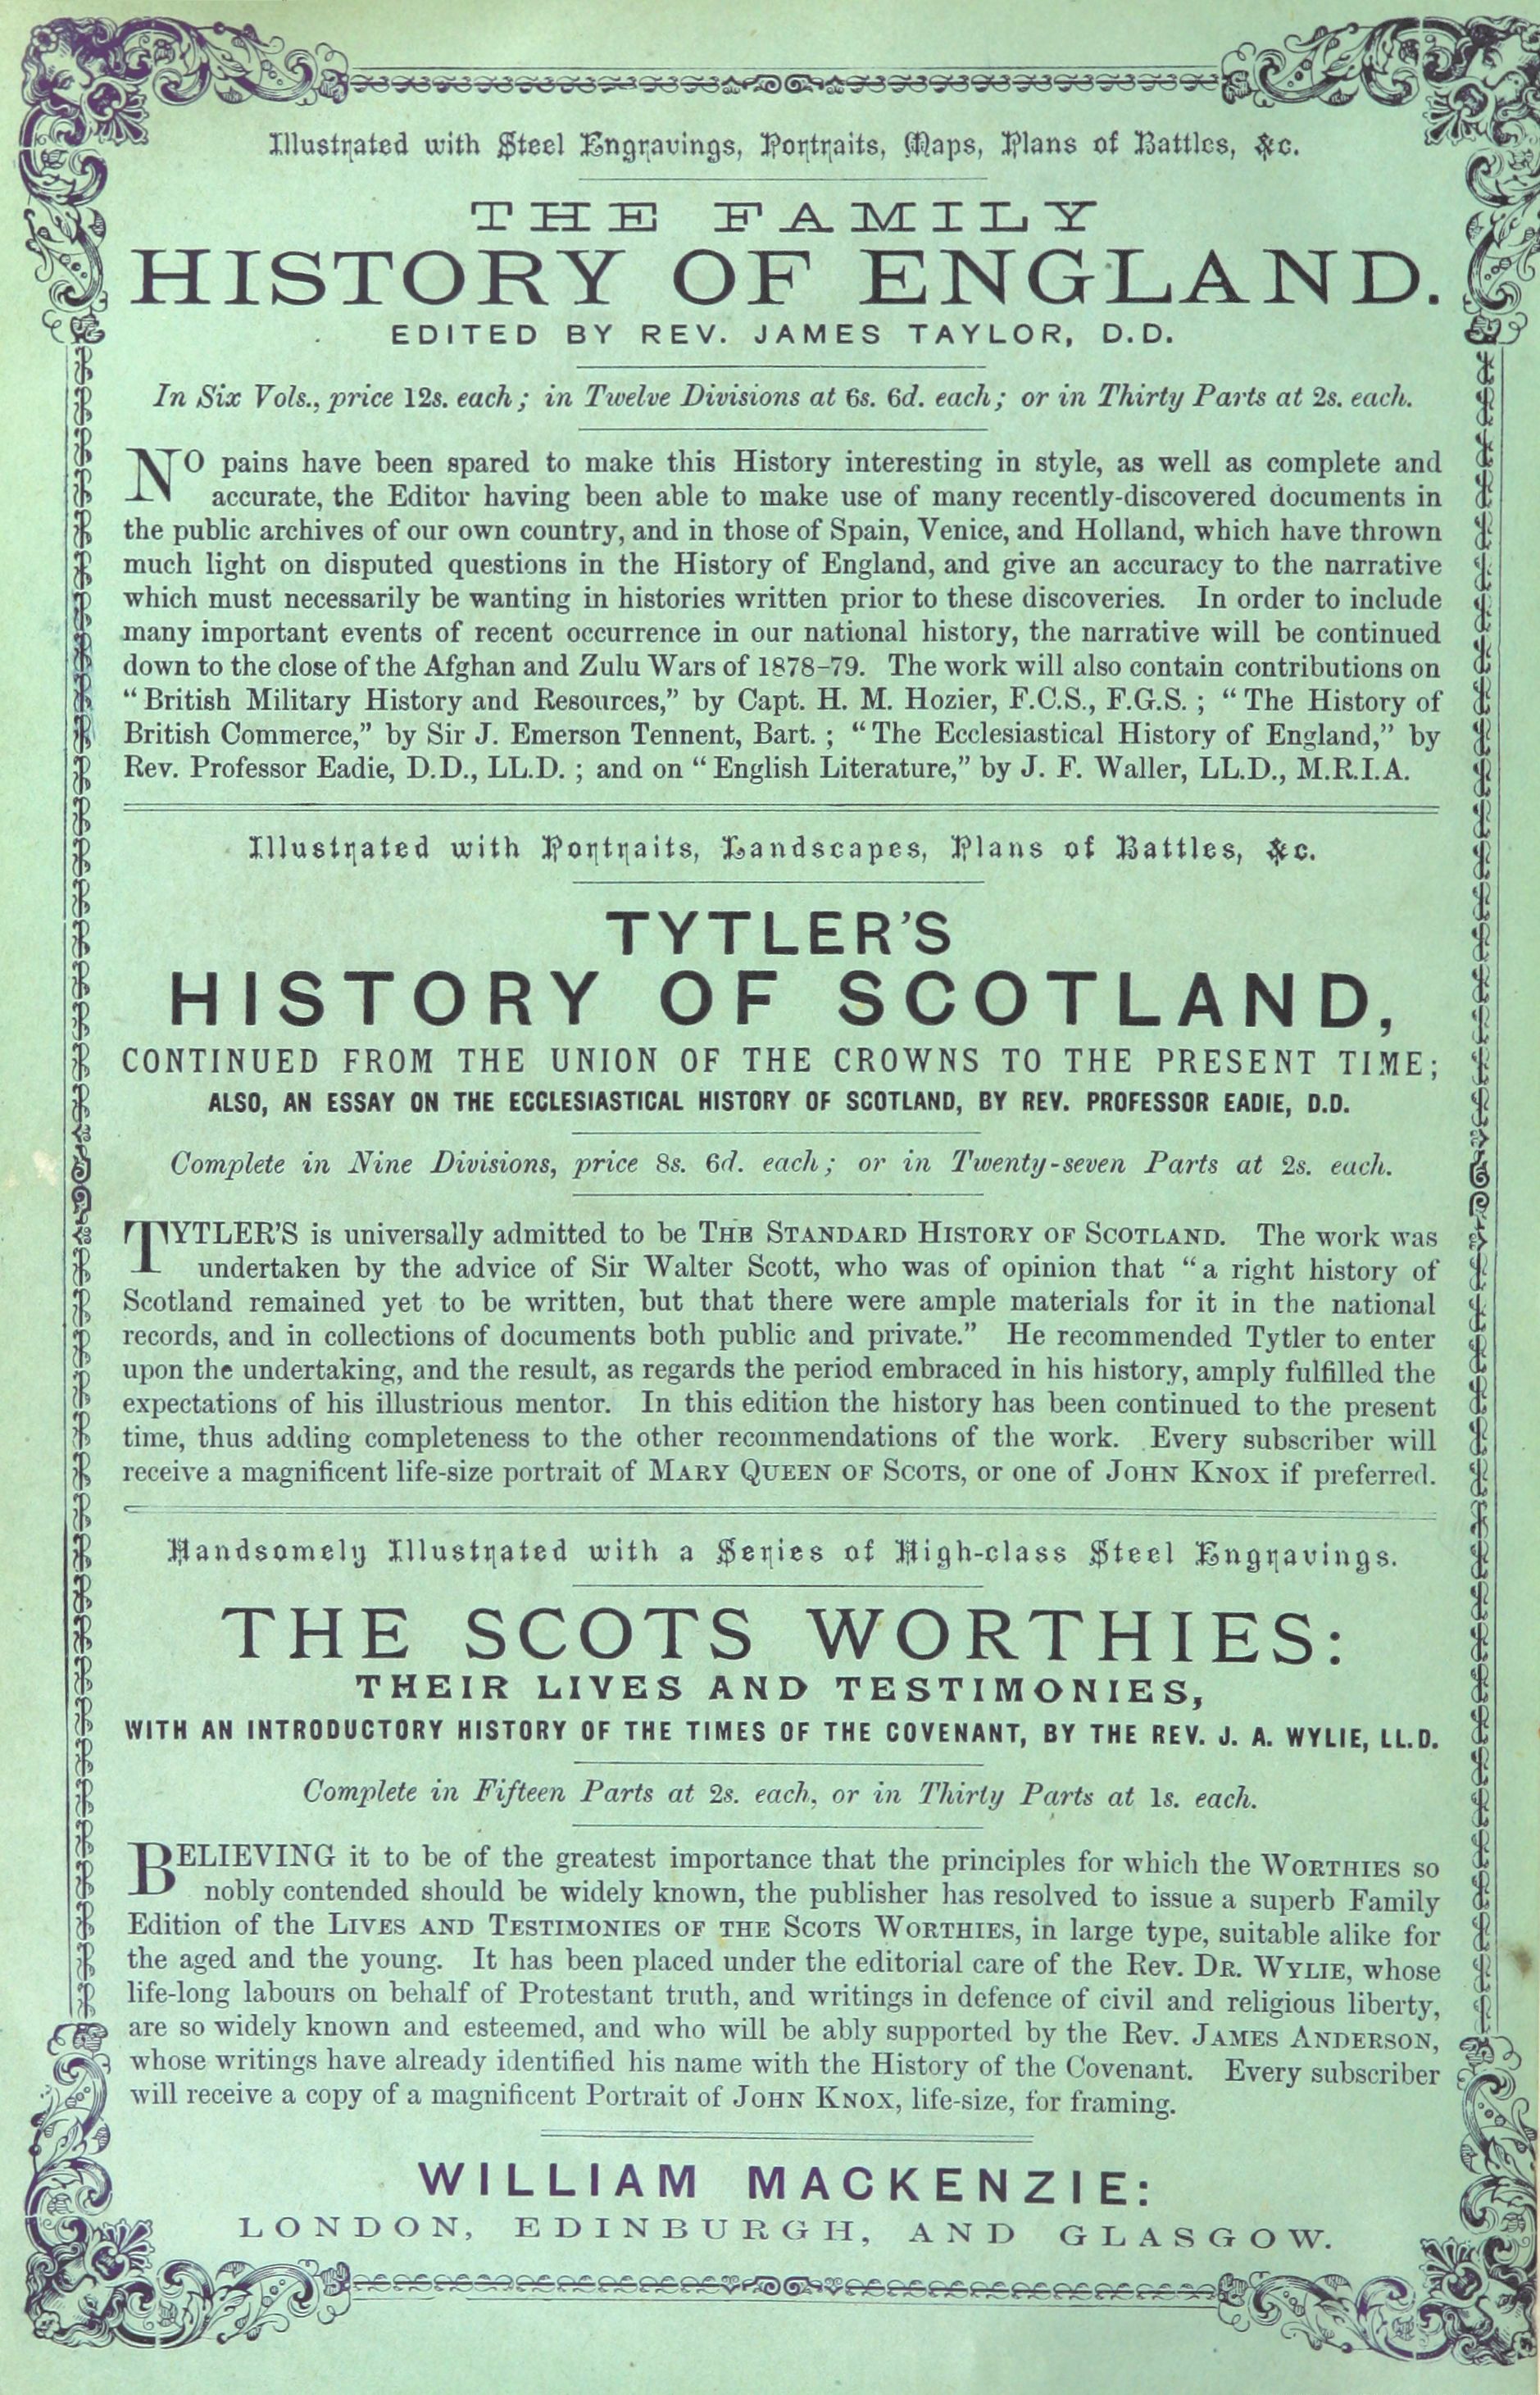 Illustrated with Steel Engravings, Portraits, Maps, Plans of Battles, &c.
THE FAMILY
HISTORY OF ENGLAND.
EDITED BY REV. JAMES TAYLOR, D.D.
In Six Vols., price 12s. each; in Twelve Divisions at 6s. 6d. each; or in Thirty Parts at 2s. each.
NO pains have been spared to make this History interesting in style, as well as complete and
accurate, the Editor having been able to make use of many recently-discovered documents in
the public archives of our own country, and in those of Spain, Venice, and Holland, which have thrown
much light on disputed questions in the History of England, and give an accuracy to the narrative
which must necessarily be wanting in histories written prior to these discoveries. In order to include
many important events of recent occurrence in our national history, the narrative will be continued
down to the close of the Afghan and Zulu Wars of 1878-79. The work will also contain contributions on
"British Military History and Resources," by Capt. H. M. Hozier, F.C.S., F.G.S.; "The History of
British Commerce," by Sir J. Emerson Tennent, Bart.; "The Ecclesiastical History of England," by
Rev. Professor Eadie, D.D., LL.D.; and on "English Literature," by J. F. Waller, LL.D., M.R.I.A.
Illustrated with Portraits, Landscapes, Plans of Battles, &c.
TYTLER'S
HISTORY OF SCOTLAND,
CONTINUED FROM THE UNION OF THE CROWNS TO THE PRESENT TIME;
ALSO, AN ESSAY ON THE ECCLESIASTICAL HISTORY OF SCOTLAND, BY REV. PROFESSOR EADIE, D.D.
Complete in Nine Divisions, price 8s. 6d. each; or in Twenty-seven Parts at 2s. each.
TYTLER'S is universally admitted to be THE STANDARD HISTORY OF SCOTLAND. The work was
undertaken by the advice of Sir Walter Scott, who was of opinion that "a right history of
Scotland remained yet to be written, but that there were ample materials for it in the national
records, and in collections of documents both public and private." He recommended Tytler to enter
upon the undertaking, and the result, as regards the period embraced in his history, amply fulfilled the
expectations of his illustrious mentor. In this edition the history has been continued to the present
time, thus adding completeness to the other recommendations of the work. Every subscriber will
receive a magnificent life-size portrait of MARY QUEEN OF SCOTS, or one of JOHN KNOX if preferred.
Handsomely Illustrated with a Series of High-class Steel Engravings.
THE SCOTS WORTHIES:
THEIR LIVES AND TESTIMONIES,
WITH AN INTRODUCTORY HISTORY OF THE TIMES OF THE COVENANT, BY THE REV. J. A. WYLIE, LL.D.
Complete in Fifteen Parts at 2s. each, or in Thirty Parts at 1s. each.
BELIEVING it to be of the greatest importance that the principles for which the WORTHIES so
nobly contended should be widely known, the publisher has resolved to issue a superb Family
Edition of the LIVES AND TESTIMONIES OF THE SCOTS WORTHIES, in large type, suitable alike for
the aged and the young. It has been placed under the editorial care of the Rev. DR. WYLIE, whose
life-long labours on behalf of Protestant truth, and writings in defence of civil and religious liberty,
are so widely known and esteemed, and who will be ably supported by the Rev. JAMES ANDERSON,
whose writings have already identified his name with the History of the Covenant. Every subscriber
will receive a copy of a magnificent Portrait of JOHN KNOX, life-size, for framing.
WILLIAM MACKENZIE:
LONDON, EDINBURGH, AND GLASGOW.